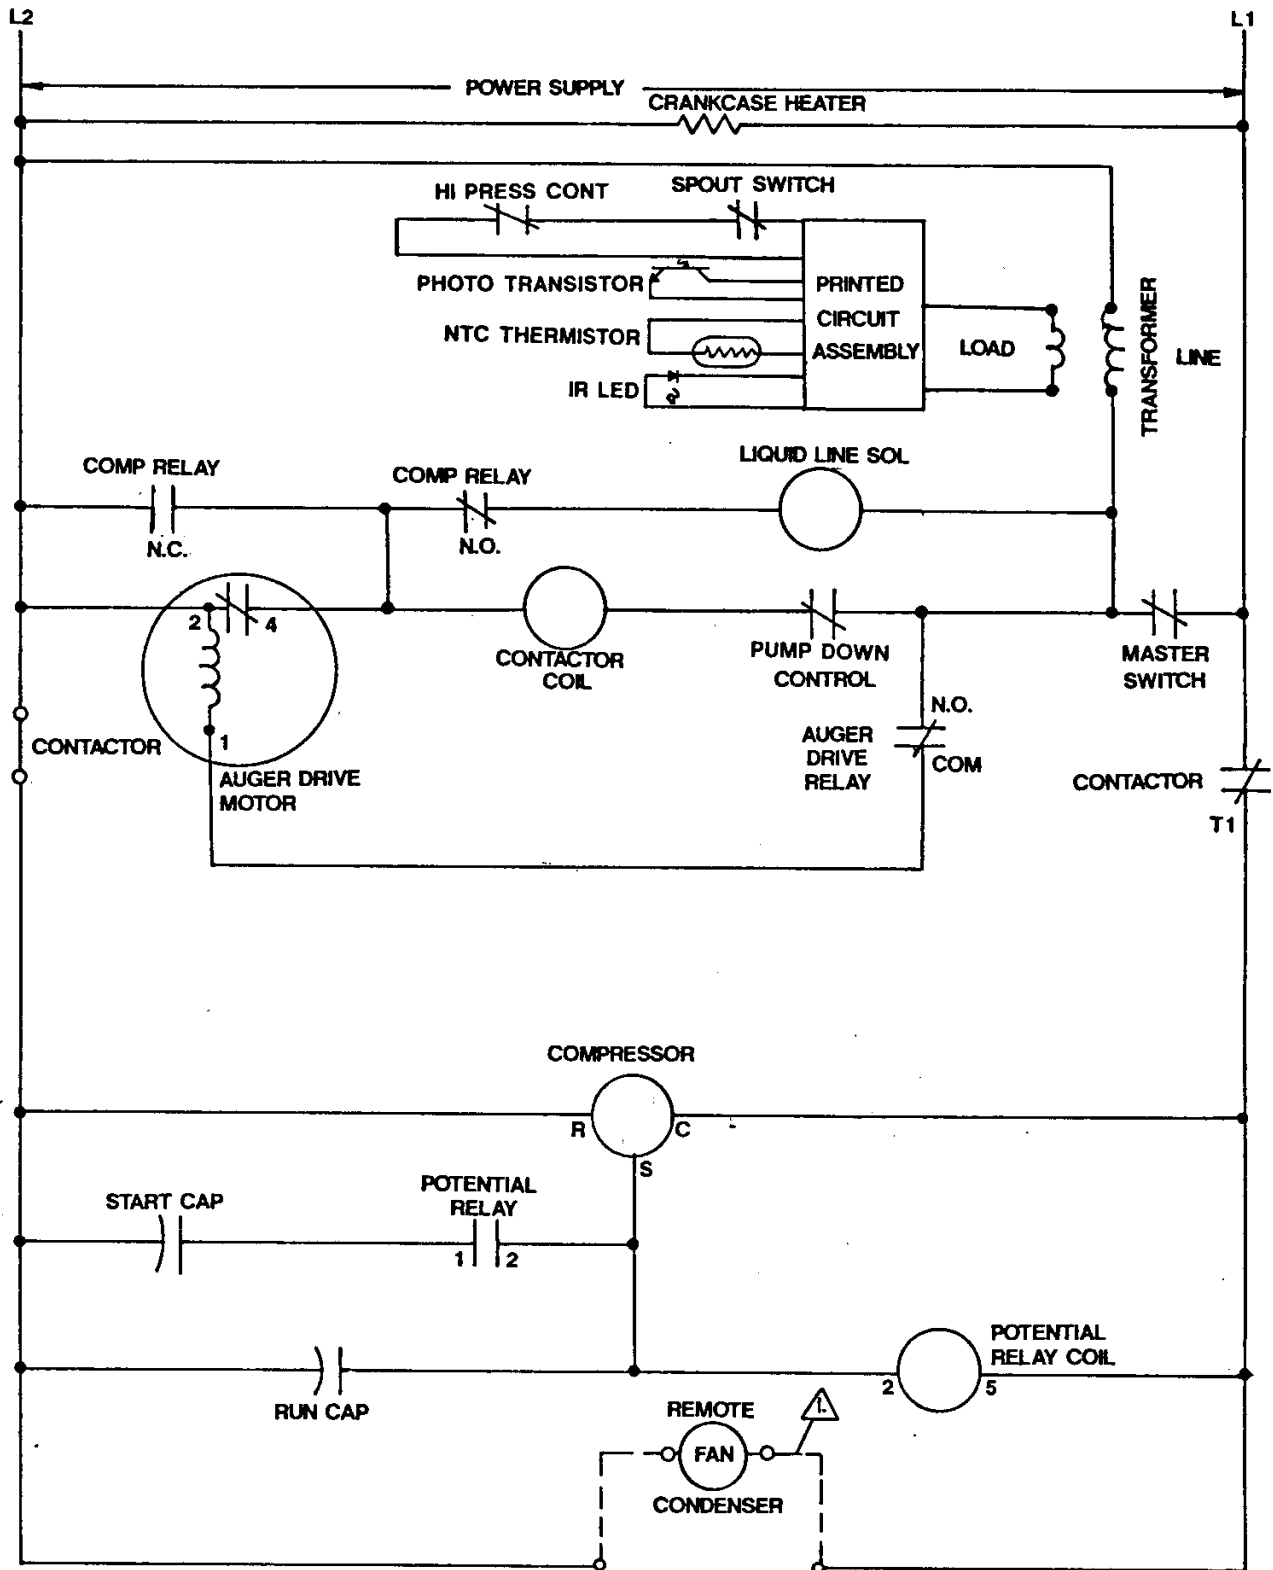 L2
L1
POWER SUPPLY
CRANKCASE HEATER
HI PRESS CONT
SPOUT SWITCH
PHOTO TRANSISTOR
PRINTED
CIRCUIT
ASSEMBLY
NTC THERMISTOR
IR LED
LOAD
TRANSFORMER
LINE
COMP RELAY
N.C.
COMP RELAY
N.O.
LIQUID LINE SOL
2
4
1
CONTACTOR
COIL
PUMP DOWN
CONTROL
MASTER
SWITCH
CONTACTOR
AUGER DRIVE
MOTOR
N.O.
AUGER
DRIVE
RELAY
COM
CONTACTOR
T1
COMPRESSOR
R
C
S
START CAP
POTENTIAL
RELAY
1
2
RUN CAP
POTENTIAL
RELAY COIL
2
5
REMOTE
FAN
CONDENSER
1.